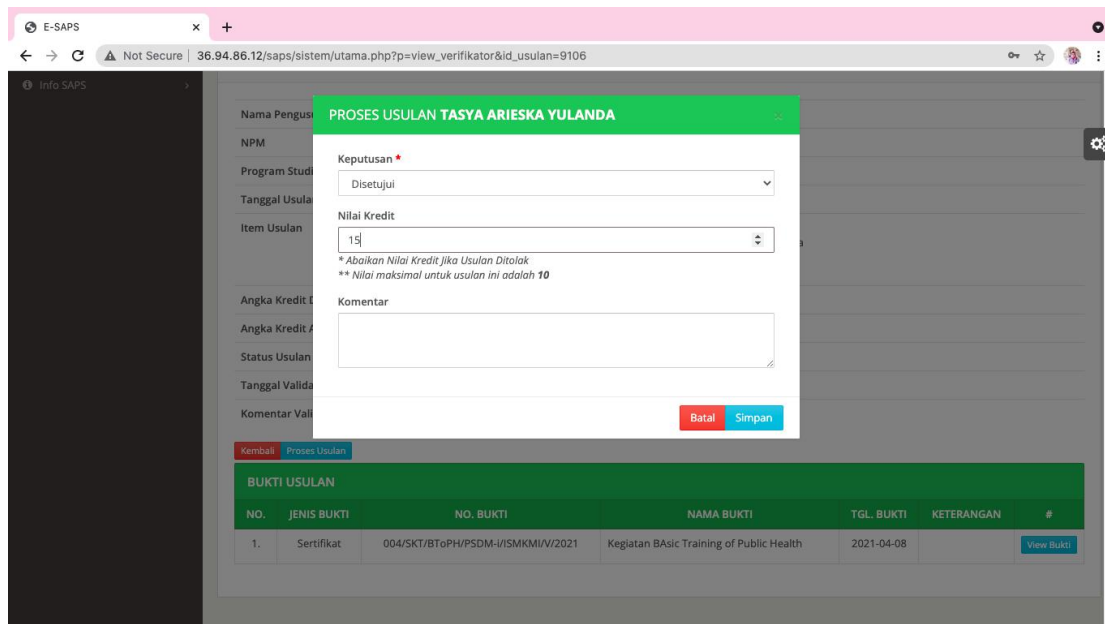 E-SAPS
Not Secure | 36.94.86.12/saps/sistem/utama.php?p=view_verifikator&id_usulan=9106
Info SAPS
PROSES USULAN TASYA ARIESKA YULANDA
Keputusan *
Disetujui
Nilai Kredit
15
* Abaikan Nilai Kredit Jika Usulan Ditolak
** Nilai maksimal untuk usulan ini adalah 10
Komentar
Batal Simpan
Nama
NPM
Program Studi
Tanggal
Item Usulan
Angka Kredit
Angka Kredit
Status Usulan
Tanggal
Komentar
Kembali Proses Usulan
BUKTI USULAN
NO. JENIS BUKTI NO. BUKTI NAMA BUKTI TGL. BUKTI KETERANGAN #
1. Sertifikat 004/SKT/BToPH/PSDM-i/ISMKMI/V/2021 Kegiatan BAsic Training of Public Health 2021-04-08 View Bukti